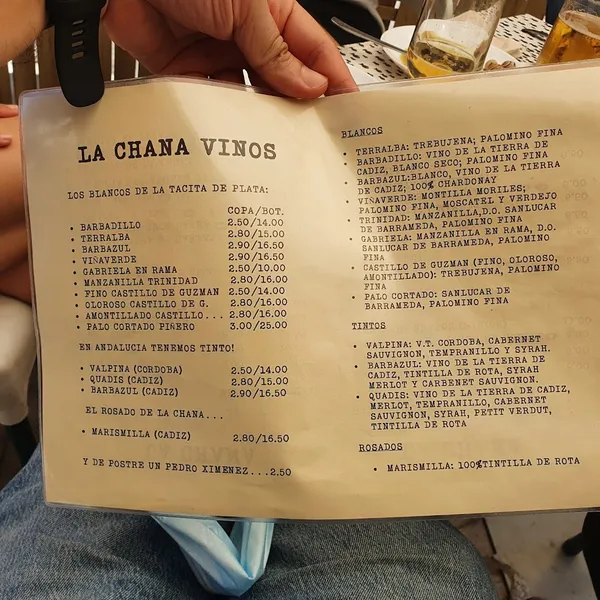 LA CHANA VINOS
LOS BLANCOS DE LA TACITA DE PLATA:
COPA/BOT.
• BARBADILLO 2.50/14.00
• TERRALBA 2.80/15.00
• BARBAZUL 2.90/16.50
• VIÑAVERDE 2.90/16.50
• GABRIELA EN RAMA 2.50/10.00
• MANZANILLA TRINIDAD 2.80/16.00
• FINO CASTILLO DE GUZMAN 2.50/14.00
• OLOROSO CASTILLO DE G. 2.80/16.00
• AMONTILLADO CASTILLO... 2.80/16.00
• PALO CORTADO PIÑERO 3.00/25.00
EN ANDALUCIA TENEMOS TINTO!
• VALPINA (CORDOBA) 2.50/14.00
• QUADIS (CADIZ) 2.80/15.00
• BARBAZUL (CADIZ) 2.90/16.50
EL ROSADO DE LA CHANA...
• MARISMILLA (CADIZ) 2.80/16.50
Y DE POSTRE UN PEDRO XIMENEZ...2.50
BLANCOS
• TERRALBA: TREBUJENA; PALOMINO FINA
• BARBADILLO: VINO DE LA TIERRA DE
CADIZ, BLANCO SECO; PALOMINO FINA
• BARBAZUL:BLANCO, VINO DE LA TIERRA
DE CADIZ; 100% CHARDONAY
• VIÑAVERDE: MONTILLA MORILES;
PALOMINO FINA, MOSCATEL Y VERDEJO
• TRINIDAD: MANZANILLA,D.O. SANLUCAR
DE BARRAMEDA, PALOMINO FINA
• GABRIELA: MANZANILLA EN RAMA, D.O.
SANLUCAR DE BARRAMEDA, PALOMINO
FINA
• CASTILLO DE GUZMAN (FINO, OLOROSO,
AMONTILLADO): TREBUJENA, PALOMINO
FINA
• PALO CORTADO: SANLUCAR DE
BARRAMEDA, PALOMINO FINA
TINTOS
• VALPINA: V.T. CORDOBA, CABERNET
SAUVIGNON, TEMPRANILLO Y SYRAH.
• BARBAZUL: VINO DE LA TIERRA DE
CADIZ, TINTILLA DE ROTA, SYRAH
MERLOT Y CARBENET SAUVIGNON.
• QUADIS: VINO DE LA TIERRA DE CADIZ,
MERLOT, TEMPRANILLO, CABERNET
SAUVIGNON, SYRAH, PETIT VERDUT,
TINTILLA DE ROTA
ROSADOS
• MARISMILLA: 100%TINTILLA DE ROTA